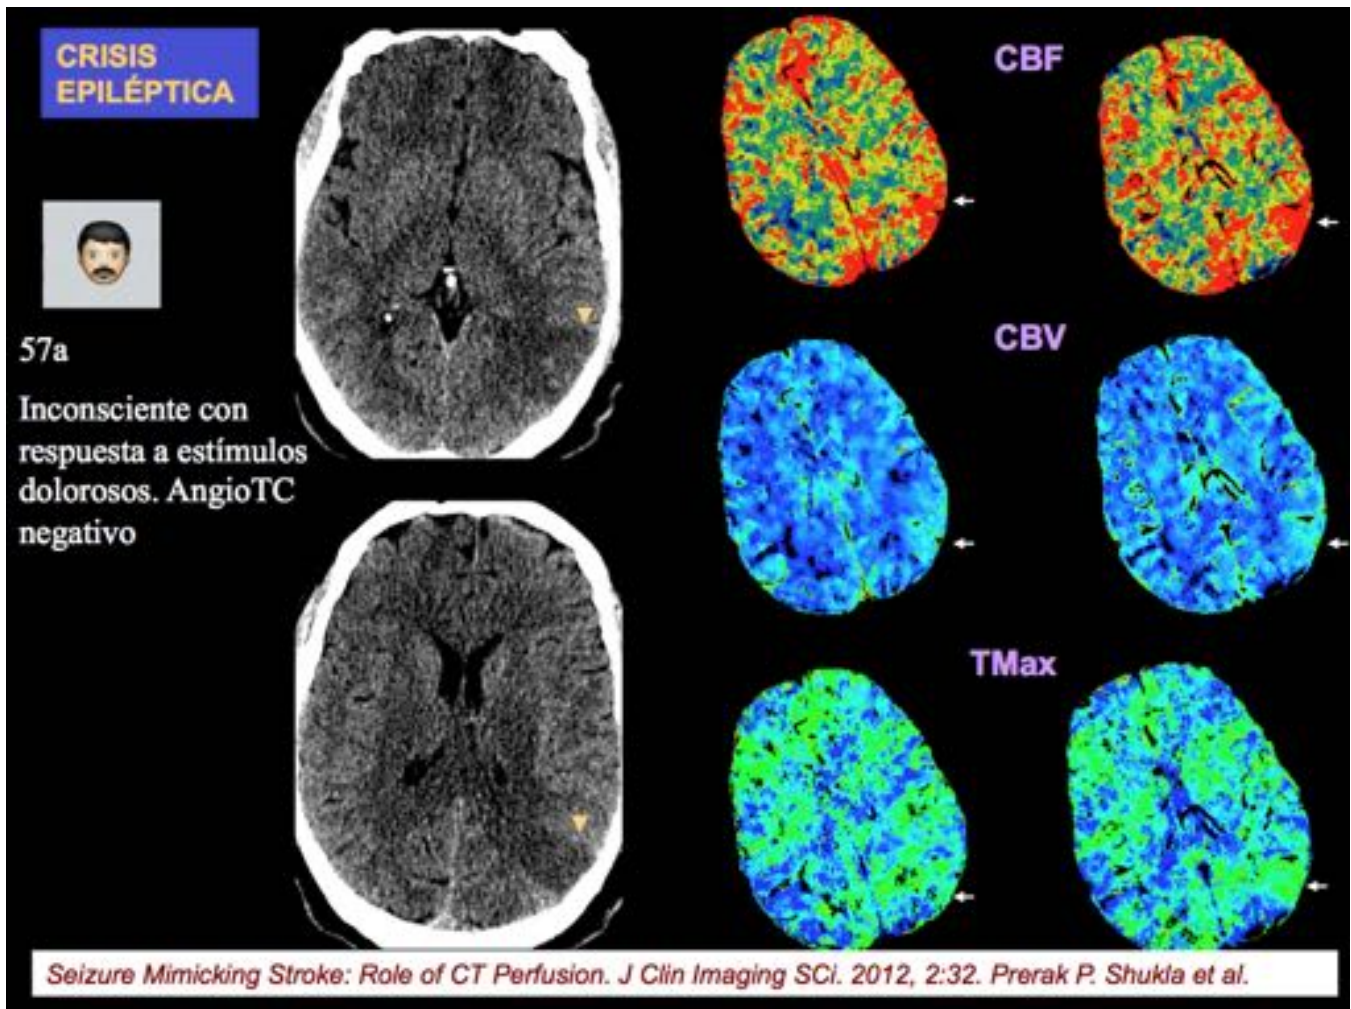 CRISIS
EPILÉPTICA
57a
Inconsciente con
respuesta a estímulos
dolorosos. AngioTC
negativo
CBF
CBV
TMax
Seizure Mimicking Stroke: Role of CT Perfusion. J Clin Imaging SCi. 2012, 2:32. Prerak P. Shukla et al.